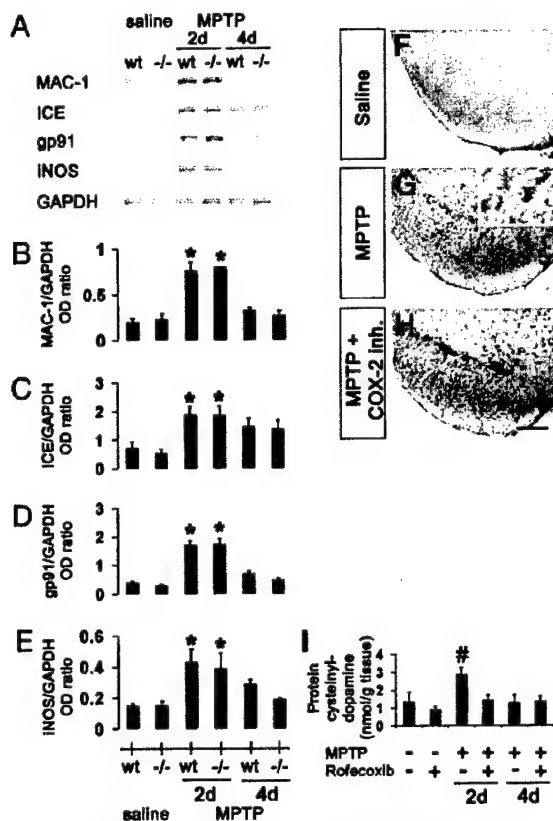 A
saline MPTP
2d 4d
wt -/- wt -/- wt -/-
MAC-1
ICE
gp91
INOS
GAPDH
B
MAC-1/GAPDH
OD ratio
1
0.5
0
C
ICE/GAPDH
OD ratio
3
2
1
0
D
gp91/GAPDH
OD ratio
3
2
1
0
E
iNOS/GAPDH
OD ratio
0.6
0.4
0.2
0
* *
* *
* *
* *
wt -/- wt -/- wt -/-
2d 4d
saline MPTP
F
Saline
G
MPTP
H
MPTP +
COX-2 inh.
I
Protein
cysteinyl-
dopamine
(nmol/g tissue)
4
3
2
1
0
#
MPTP - - + + + +
Rofecoxib - + - + - +
2d 4d